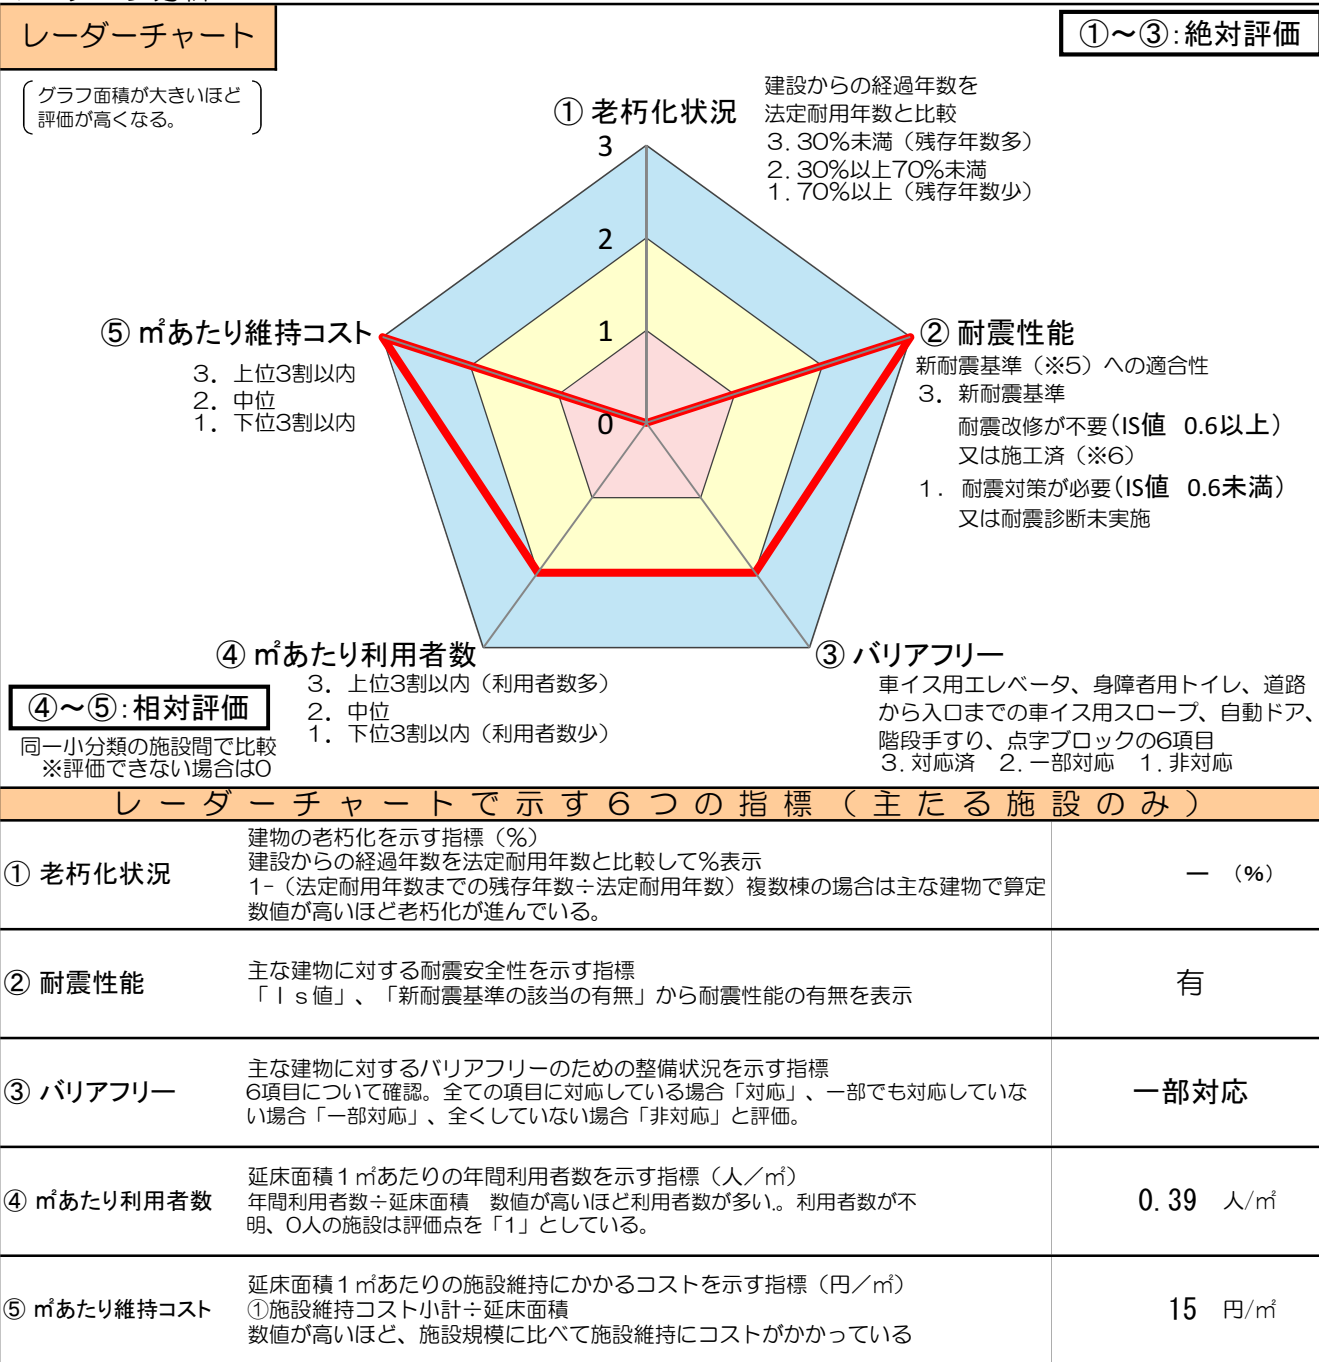 レーダーチャート
①～③：絶対評価
グラフ面積が大きいほど
評価が高くなる。
① 老朽化状況
建設からの経過年数を
法定耐用年数と比較
３．30％未満（残存年数多）
２．30％以上70％未満
１．70％以上（残存年数少）
3
2
1
0
⑤ ㎡あたり維持コスト
３．上位3割以内
２．中位
１．下位3割以内
② 耐震性能
新耐震基準（※5）への適合性
３．新耐震基準
耐震改修が不要（IS値 0.6以上）
又は施工済（※6）
１．耐震対策が必要（IS値 0.6未満）
又は耐震診断未実施
④ ㎡あたり利用者数
３．上位3割以内（利用者数多）
２．中位
１．下位3割以内（利用者数少）
③ バリアフリー
車イス用エレベータ、身障者用トイレ、道路
から入口までの車イス用スロープ、自動ドア、
階段手すり、点字ブロックの6項目
３．対応済 ２．一部対応 １．非対応
④～⑤：相対評価
同一小分類の施設間で比較
※評価できない場合は0
レーダーチャートで示す６つの指標（主たる施設のみ）
① 老朽化状況
建物の老朽化を示す指標（％）
建設からの経過年数を法定耐用年数と比較して％表示
1-（法定耐用年数までの残存年数÷法定耐用年数）複数棟の場合は主な建物で算定
数値が高いほど老朽化が進んでいる。
－ （%）
② 耐震性能
主な建物に対する耐震安全性を示す指標
「Ｉｓ値」、「新耐震基準の該当の有無」から耐震性能の有無を表示
有
③ バリアフリー
主な建物に対するバリアフリーのための整備状況を示す指標
6項目について確認。全ての項目に対応している場合「対応」、一部でも対応していな
い場合「一部対応」、全くしていない場合「非対応」と評価。
一部対応
④ ㎡あたり利用者数
延床面積１㎡あたりの年間利用者数を示す指標（人／㎡）
年間利用者数÷延床面積 数値が高いほど利用者数が多い。利用者数が不
明、0人の施設は評価点を「1」としている。
0.39 人/㎡
⑤ ㎡あたり維持コスト
延床面積１㎡あたりの施設維持にかかるコストを示す指標（円／㎡）
①施設維持コスト小計÷延床面積
数値が高いほど、施設規模に比べて施設維持にコストがかかっている
15 円/㎡